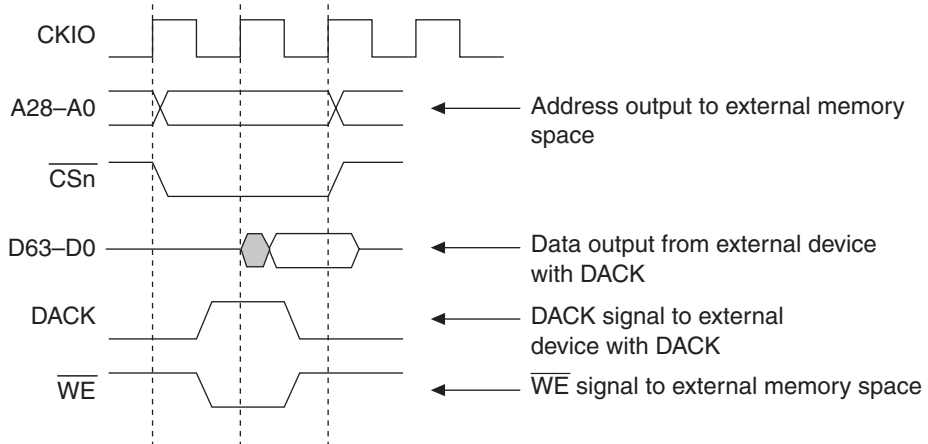 CKIO
A28–A0
Address output to external memory
space
CSn
D63–D0
Data output from external device
with DACK
DACK
DACK signal to external
device with DACK
WE
WE signal to external memory space